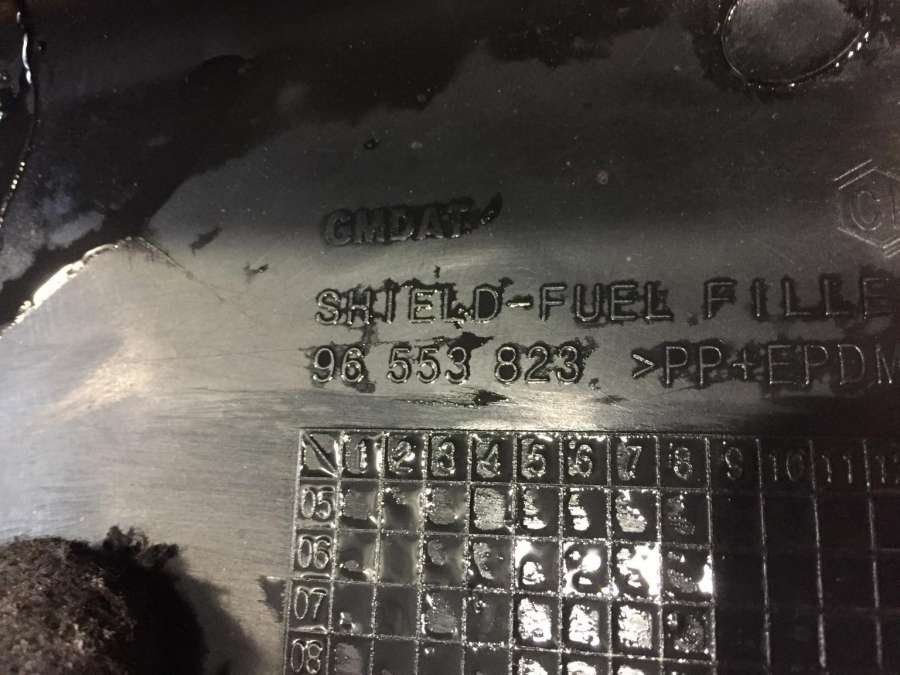 GMDAT
SHIELD-FUEL FILLE
96 553 823 >PP+EPDM
1 2 3 4 5 6 7 8 9 10 11
05
06
07
08